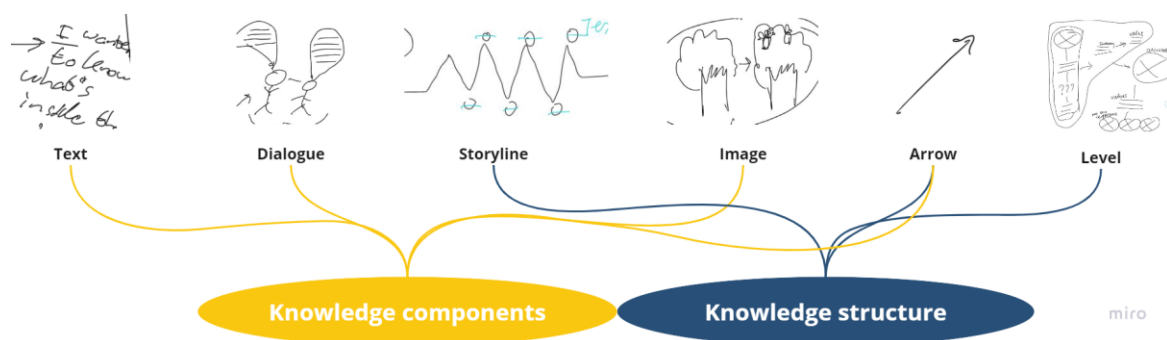 I wanted
to know
what's
inside the
Text
Dialogue
Storyline
Image
Arrow
Level
???
Knowledge components
Knowledge structure
miro